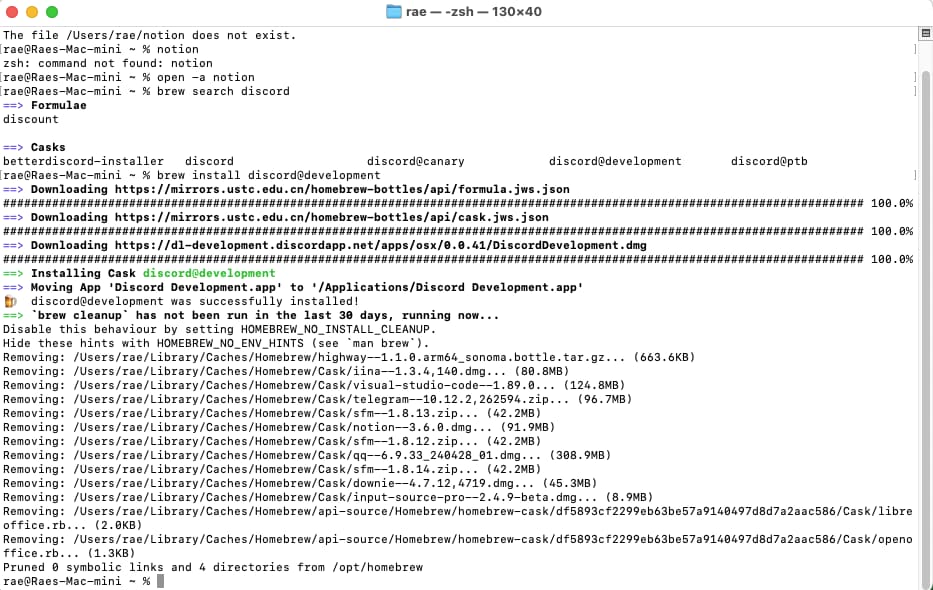 rae — -zsh — 130×40
The file /Users/rae/notion does not exist.
[rae@Raes-Mac-mini ~ % notion ]
zsh: command not found: notion
[rae@Raes-Mac-mini ~ % open -a notion ]
[rae@Raes-Mac-mini ~ % brew search discord ]
==> Formulae
discount
==> Casks
betterdiscord-installer discord discord@canary discord@development discord@ptb
[rae@Raes-Mac-mini ~ % brew install discord@development ]
==> Downloading https://mirrors.ustc.edu.cn/homebrew-bottles/api/formula.jws.json
########################################################################################################################### 100.0%
==> Downloading https://mirrors.ustc.edu.cn/homebrew-bottles/api/cask.jws.json
########################################################################################################################### 100.0%
==> Downloading https://dl-development.discordapp.net/apps/osx/0.0.41/DiscordDevelopment.dmg
########################################################################################################################### 100.0%
==> Installing Cask discord@development
==> Moving App 'Discord Development.app' to '/Applications/Discord Development.app'
🍺  discord@development was successfully installed!
==> `brew cleanup` has not been run in the last 30 days, running now...
Disable this behaviour by setting HOMEBREW_NO_INSTALL_CLEANUP.
Hide these hints with HOMEBREW_NO_ENV_HINTS (see `man brew`).
Removing: /Users/rae/Library/Caches/Homebrew/highway--1.1.0.arm64_sonoma.bottle.tar.gz... (663.6KB)
Removing: /Users/rae/Library/Caches/Homebrew/Cask/iina--1.3.4,140.dmg... (80.8MB)
Removing: /Users/rae/Library/Caches/Homebrew/Cask/visual-studio-code--1.89.0... (124.8MB)
Removing: /Users/rae/Library/Caches/Homebrew/Cask/telegram--10.12.2,262594.zip... (96.7MB)
Removing: /Users/rae/Library/Caches/Homebrew/Cask/sfm--1.8.13.zip... (42.2MB)
Removing: /Users/rae/Library/Caches/Homebrew/Cask/notion--3.6.0.dmg... (91.9MB)
Removing: /Users/rae/Library/Caches/Homebrew/Cask/sfm--1.8.12.zip... (42.2MB)
Removing: /Users/rae/Library/Caches/Homebrew/Cask/qq--6.9.33_240428_01.dmg... (308.9MB)
Removing: /Users/rae/Library/Caches/Homebrew/Cask/sfm--1.8.14.zip... (42.2MB)
Removing: /Users/rae/Library/Caches/Homebrew/Cask/downie--4.7.12,4719.dmg... (45.3MB)
Removing: /Users/rae/Library/Caches/Homebrew/Cask/input-source-pro--2.4.9-beta.dmg... (8.9MB)
Removing: /Users/rae/Library/Caches/Homebrew/api-source/Homebrew/homebrew-cask/df5893cf2299eb63be57a9140497d8d7a2aac586/Cask/libre
office.rb... (2.0KB)
Removing: /Users/rae/Library/Caches/Homebrew/api-source/Homebrew/homebrew-cask/df5893cf2299eb63be57a9140497d8d7a2aac586/Cask/openo
ffice.rb... (1.3KB)
Pruned 0 symbolic links and 4 directories from /opt/homebrew
rae@Raes-Mac-mini ~ %